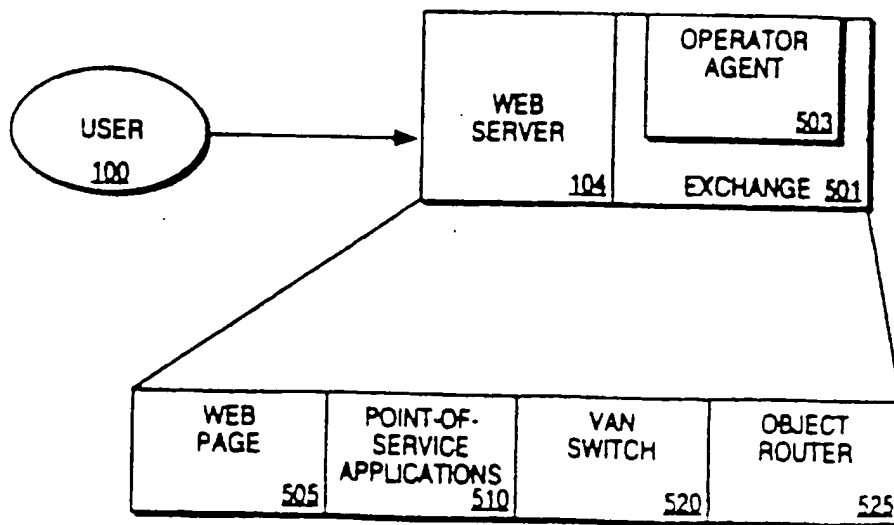 USER
100
WEB
SERVER
104
OPERATOR
AGENT
503
EXCHANGE 501
WEB
PAGE
505
POINT-OF-
SERVICE
APPLICATIONS
510
VAN
SWITCH
520
OBJECT
ROUTER
525